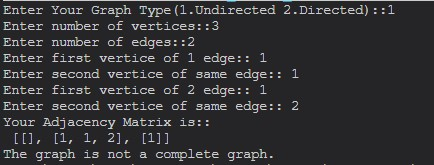 Enter Your Graph Type(1.Undirected 2.Directed)::1
Enter number of vertices::3
Enter number of edges::2
Enter first vertice of 1 edge:: 1
Enter second vertice of same edge:: 1
Enter first vertice of 2 edge:: 1
Enter second vertice of same edge:: 2
Your Adjacency Matrix is::
[[], [1, 1, 2], [1]]
The graph is not a complete graph.